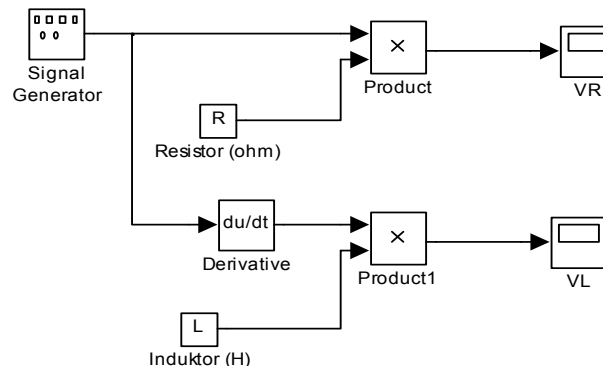 Signal
Generator
×
Product
VR
R
Resistor (ohm)
du/dt
Derivative
×
Product1
VL
L
Induktor (H)